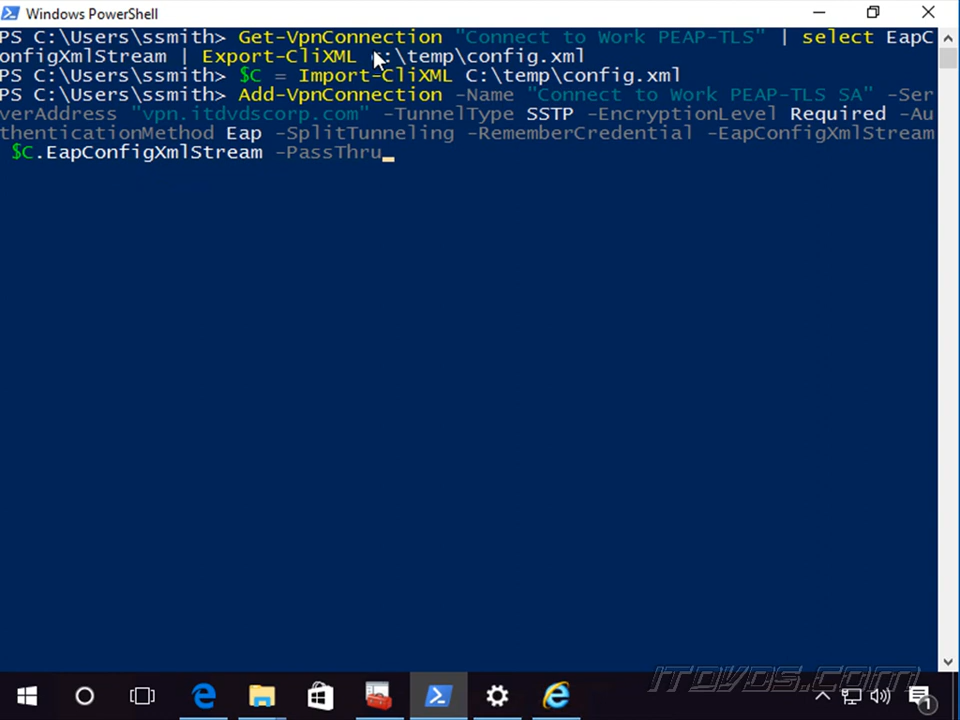 Windows PowerShell
PS C:\Users\ssmith> Get-VpnConnection "Connect to Work PEAP-TLS" | select EapC
onfigXmlStream | Export-CliXML :\temp\config.xml
PS C:\Users\ssmith> $C = Import-CliXML C:\temp\config.xml
PS C:\Users\ssmith> Add-VpnConnection -Name "Connect to Work PEAP-TLS SA" -Ser
verAddress "vpn.itdvdscorp.com" -TunnelType SSTP -EncryptionLevel Required -Au
thenticationMethod Eap -SplitTunneling -RememberCredential -EapConfigXmlStream
$C.EapConfigXmlStream -PassThru
ITDVDS.COM
1